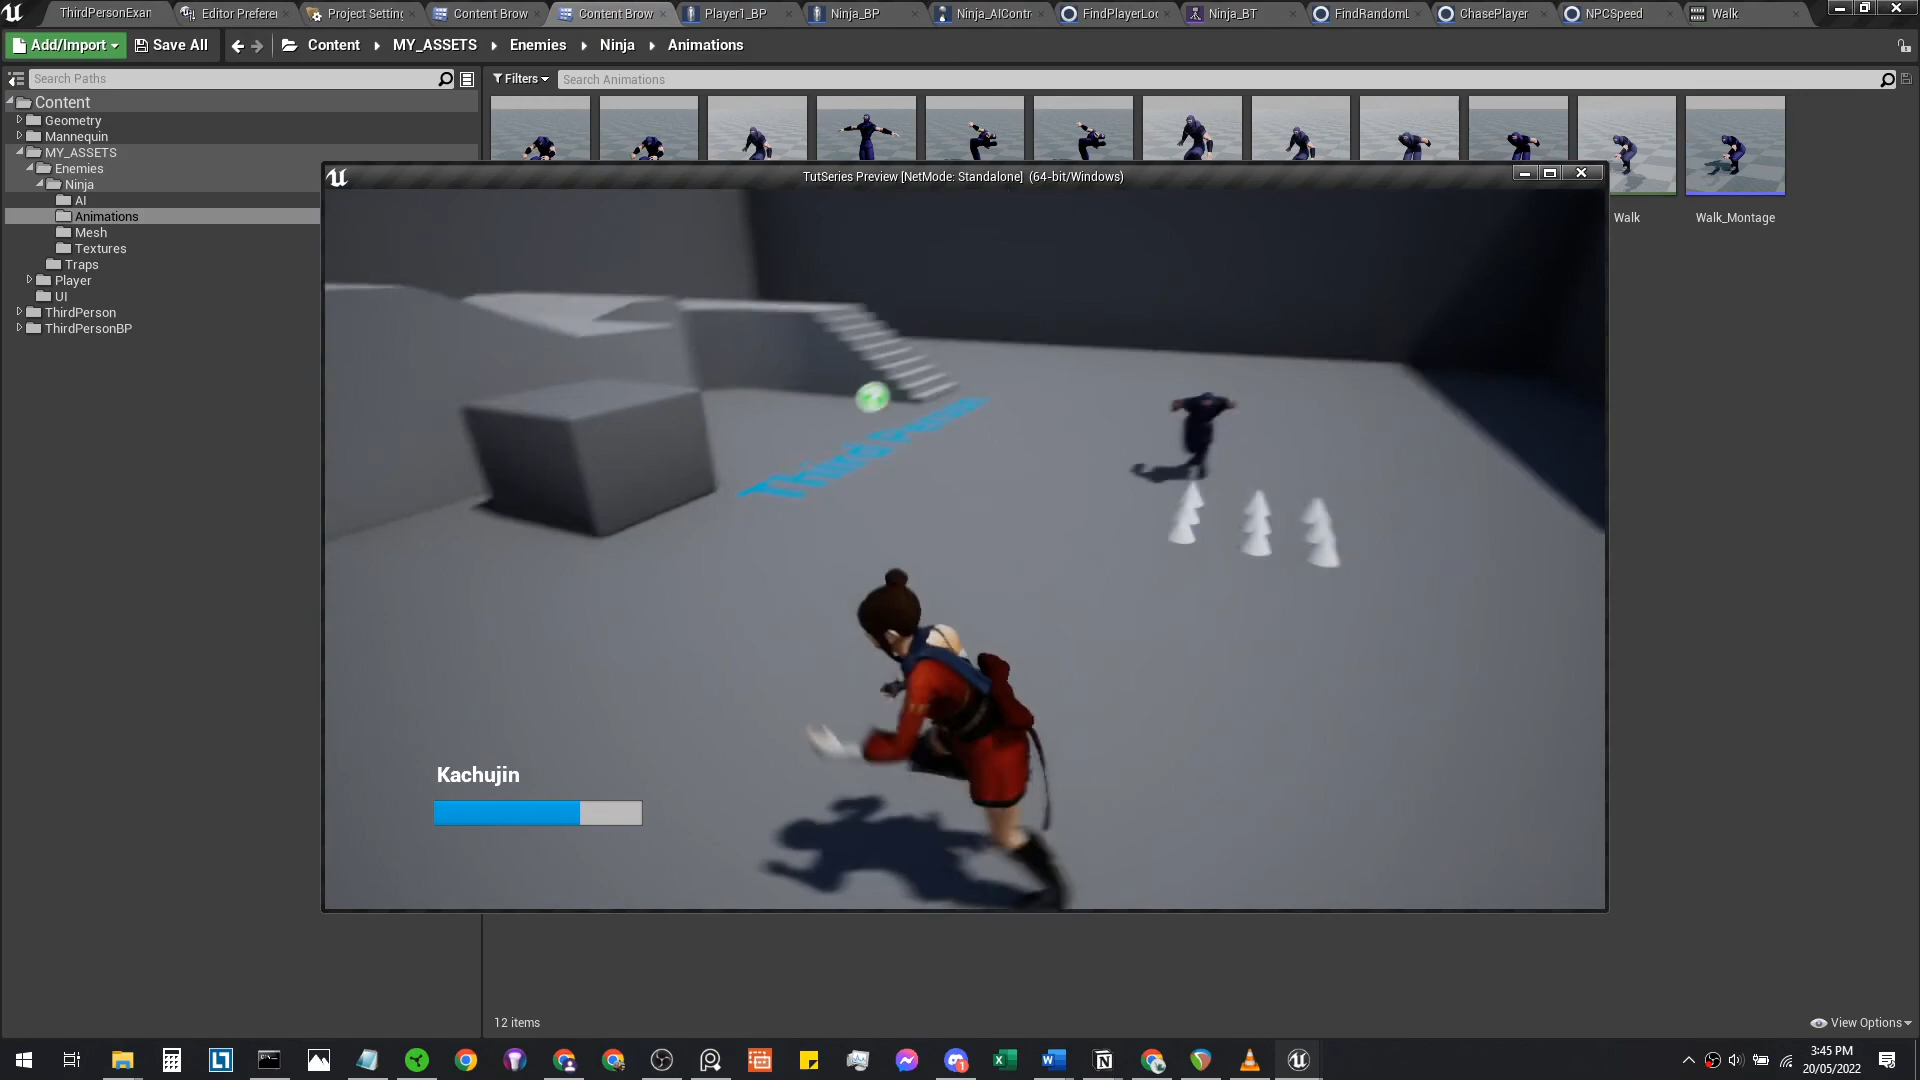 ThirdPersonExan
Editor Prefere
Project Setting
Content Brow
Content Brow
Player1_BP
Ninja_BP
Ninja_AIContr
FindPlayerLoc
Ninja_BT
FindRandomL
ChasePlayer
NPCSpeed
Walk
Add/Import
Save All
Content
MY_ASSETS
Enemies
Ninja
Animations
Search Paths
Filters
Search Animations
Content
Geometry
Mannequin
MY_ASSETS
Enemies
Ninja
AI
Animations
Mesh
Textures
Traps
Player
UI
ThirdPerson
ThirdPersonBP
TutSeries Preview [NetMode: Standalone] (64-bit/Windows)
Walk
Walk_Montage
Kachujin
12 items
View Options
3:45 PM
20/05/2022